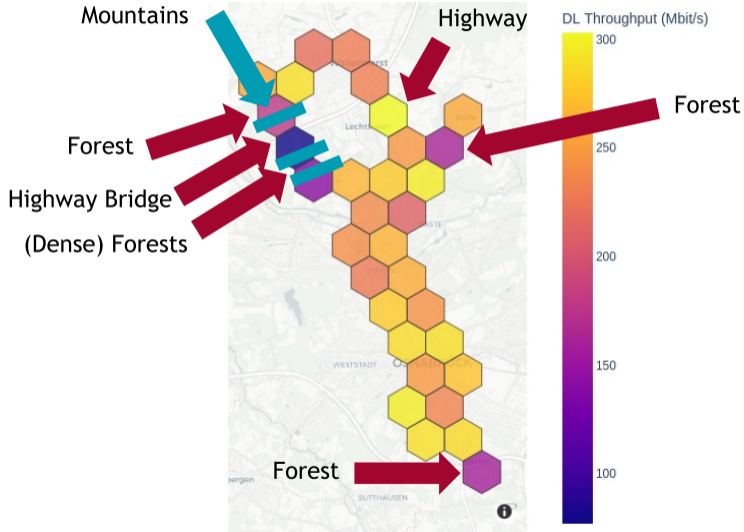 Mountains
Highway
DL Throughput (Mbit/s)
300
Forest
Forest
250
Highway Bridge
(Dense) Forests
200
150
WESTSTADT
OSNABRÜCK
100
Forest
SUTTHAUSEN
i